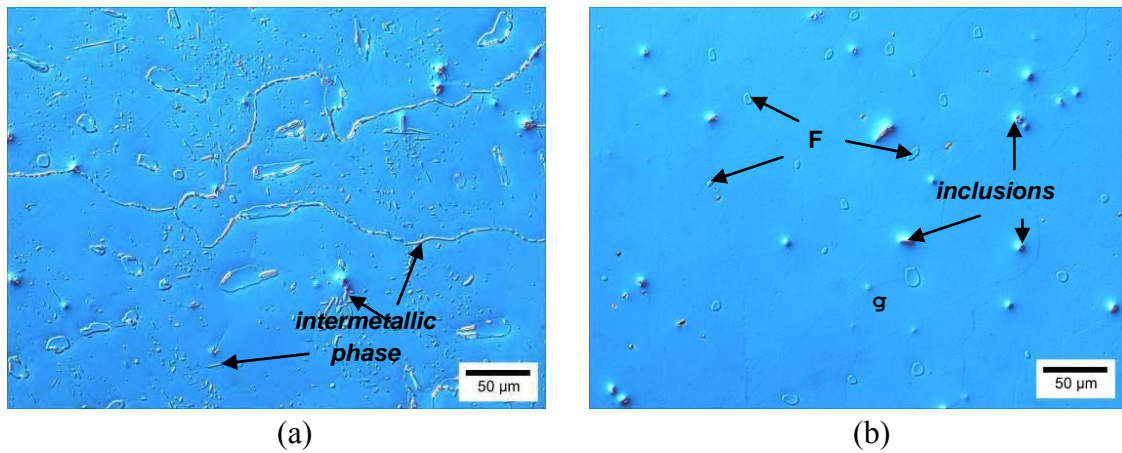 intermetallic
phase
50 µm
(a)
F
inclusions
g
50 µm
(b)